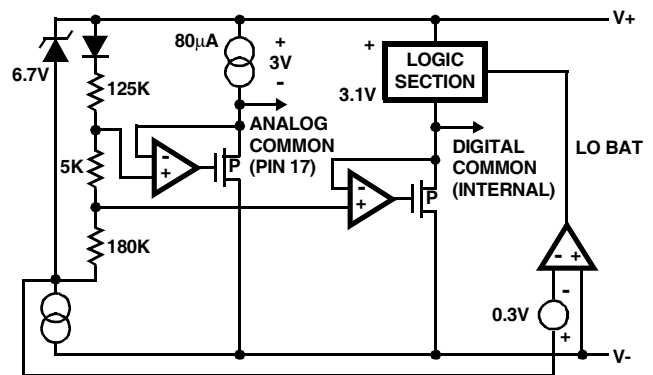 V+
80µA
+
3V
-
6.7V
125K
+
LOGIC
SECTION
3.1V
ANALOG
COMMON
(PIN 17)
DIGITAL
COMMON
(INTERNAL)
LO BAT
5K
-
+
P
-
+
P
180K
- +
-
0.3V
+
V-